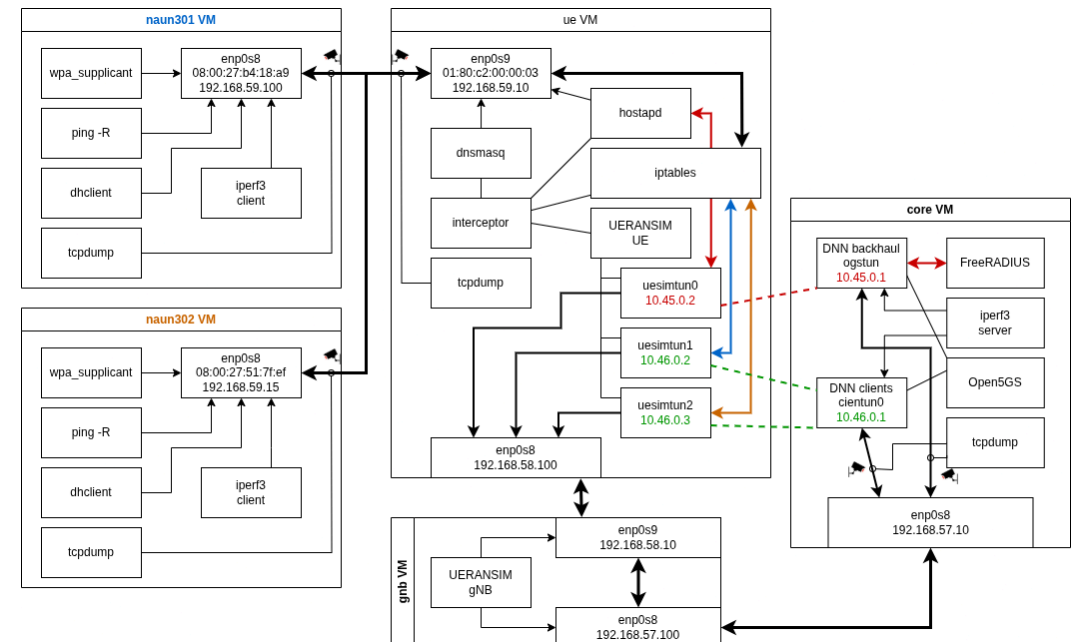 naun301 VM
wpa_supplicant
enp0s8
08:00:27:b4:18:a9
192.168.59.100
ping -R
dhclient
iperf3
client
tcpdump
naun302 VM
wpa_supplicant
enp0s8
08:00:27:51:7f:ef
192.168.59.15
ping -R
dhclient
iperf3
client
tcpdump
ue VM
enp0s9
01:80:c2:00:00:03
192.168.59.10
hostapd
dnsmasq
iptables
interceptor
UERANSIM
UE
tcpdump
uesimtun0
10.45.0.2
uesimtun1
10.46.0.2
uesimtun2
10.46.0.3
enp0s8
192.168.58.100
gnb VM
enp0s9
192.168.58.10
UERANSIM
gNB
enp0s8
192.168.57.100
core VM
DNN backhaul
ogstun
10.45.0.1
FreeRADIUS
iperf3
server
Open5GS
DNN clients
cientun0
10.46.0.1
tcpdump
enp0s8
192.168.57.10